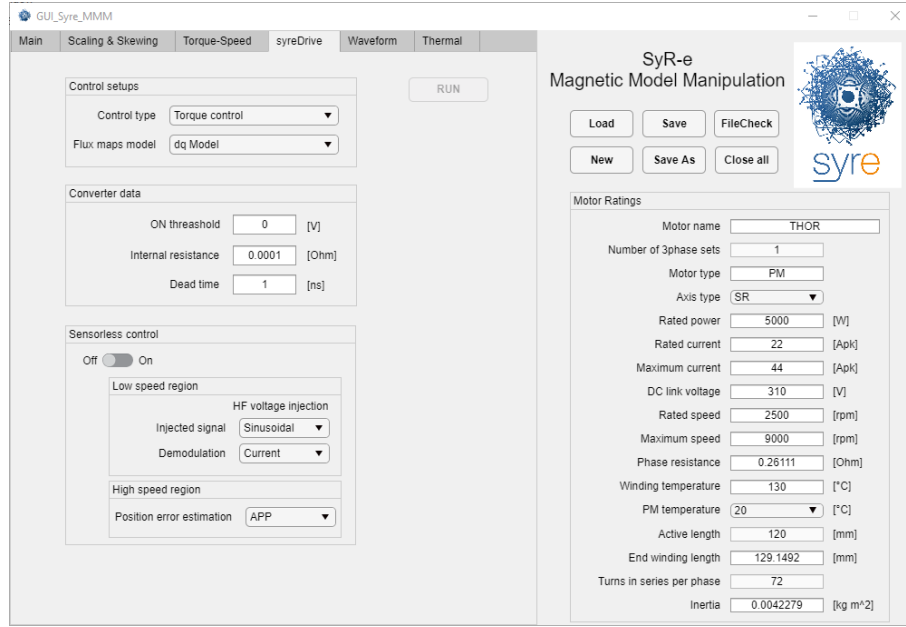 GUI_Syre_MMM
Main Scaling & Skewing Torque-Speed syreDrive Waveform Thermal
Control setups
Control type Torque control
Flux maps model dq Model
RUN
Converter data
ON threshold 0 [V]
Internal resistance 0.0001 [Ohm]
Dead time 1 [ns]
Sensorless control
Off On
Low speed region
HF voltage injection
Injected signal Sinusoidal
Demodulation Current
High speed region
Position error estimation APP
SyR-e
Magnetic Model Manipulation
Load Save FileCheck
New Save As Close all
syre
Motor Ratings
Motor name THOR
Number of 3phase sets 1
Motor type PM
Axis type SR
Rated power 5000 [W]
Rated current 22 [Apk]
Maximum current 44 [Apk]
DC link voltage 310 [V]
Rated speed 2500 [rpm]
Maximum speed 9000 [rpm]
Phase resistance 0.26111 [Ohm]
Winding temperature 130 [°C]
PM temperature 20 [°C]
Active length 120 [mm]
End winding length 129.1492 [mm]
Turns in series per phase 72
Inertia 0.0042279 [kg m^2]